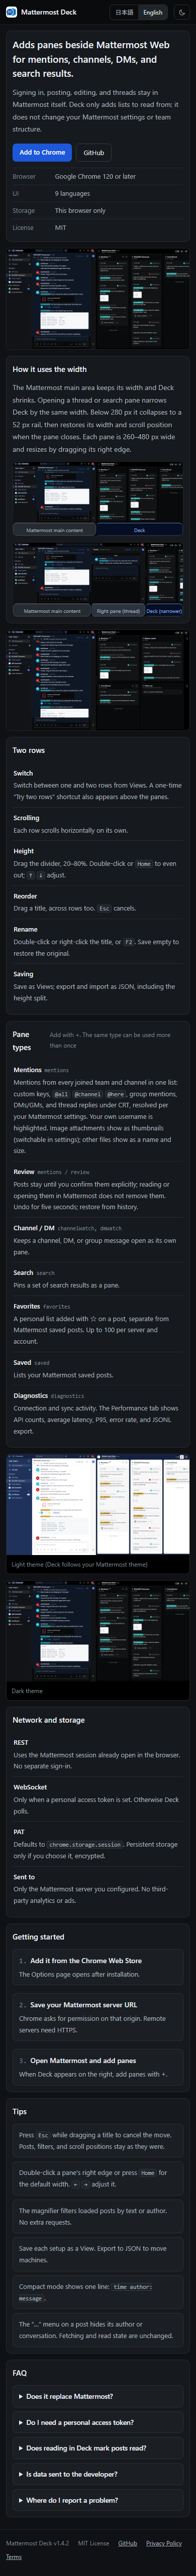 Mattermost Deck
日本語
English
Adds panes beside Mattermost Web
for mentions, channels, DMs, and
search results.
Signing in, posting, editing, and threads stay in
Mattermost itself. Deck only adds lists to read from; it
does not change your Mattermost settings or team
structure.
Add to Chrome
GitHub
Browser Google Chrome 120 or later
UI 9 languages
Storage This browser only
License MIT
How it uses the width
The Mattermost main area keeps its width and Deck
shrinks. Opening a thread or search pane narrows
Deck by the same width. Below 280 px it collapses to a
52 px rail, then restores its width and scroll position
when the pane closes. Each pane is 260–480 px wide
and resizes by dragging its right edge.
Mattermost main content
Deck
Mattermost main content
Right pane (thread)
Deck (narrower)
Two rows
Switch
Switch between one and two rows from Views. A one-time
“Try two rows” shortcut also appears above the panes.
Scrolling
Each row scrolls horizontally on its own.
Height
Drag the divider, 20–80%. Double-click or Home to even
out; ↑ ↓ adjust.
Reorder
Drag a title, across rows too. Esc cancels.
Rename
Double-click or right-click the title, or F2. Save empty to
restore the original.
Saving
Save as Views; export and import as JSON, including the
height split.
Pane
types
Add with +. The same type can be used more
than once
Mentions mentions
Mentions from every joined team and channel in one list:
custom keys, @all @channel @here, group mentions,
DMs/GMs, and thread replies under CRT, resolved per
your Mattermost settings. Your own username is
highlighted. Image attachments show as thumbnails
(switchable in settings); other files show as a name and
size.
Review mentions / review
Posts stay until you confirm them explicitly; reading or
opening them in Mattermost does not remove them.
Undo for five seconds; restore from history.
Channel / DM channelwatch, dmwatch
Keeps a channel, DM, or group message open as its own
pane.
Search search
Pins a set of search results as a pane.
Favorites favorites
A personal list added with ☆ on a post, separate from
Mattermost saved posts. Up to 100 per server and
account.
Saved saved
Lists your Mattermost saved posts.
Diagnostics diagnostics
Connection and sync activity. The Performance tab shows
API counts, average latency, P95, error rate, and JSONL
export.
Light theme (Deck follows your Mattermost theme)
Dark theme
Network and storage
REST
Uses the Mattermost session already open in the browser.
No separate sign-in.
WebSocket
Only when a personal access token is set. Otherwise Deck
polls.
PAT
Defaults to chrome.storage.session. Persistent storage
only if you choose it, encrypted.
Sent to
Only the Mattermost server you configured. No third-
party analytics or ads.
Getting started
1. Add it from the Chrome Web Store
The Options page opens after installation.
2. Save your Mattermost server URL
Chrome asks for permission on that origin. Remote
servers need HTTPS.
3. Open Mattermost and add panes
When Deck appears on the right, add panes with +.
Tips
Press Esc while dragging a title to cancel the move.
Posts, filters, and scroll positions stay as they were.
Double-click a pane's right edge or press Home for
the default width. ← → adjust it.
The magnifier filters loaded posts by text or author.
No extra requests.
Save each setup as a View. Export to JSON to move
machines.
Compact mode shows one line: time author:
message.
The “…” menu on a post hides its author or
conversation. Fetching and read state are unchanged.
FAQ
▶ Does it replace Mattermost?
▶ Do I need a personal access token?
▶ Does reading in Deck mark posts read?
▶ Is data sent to the developer?
▶ Where do I report a problem?
Mattermost Deck v1.4.2 MIT License GitHub Privacy Policy
Terms